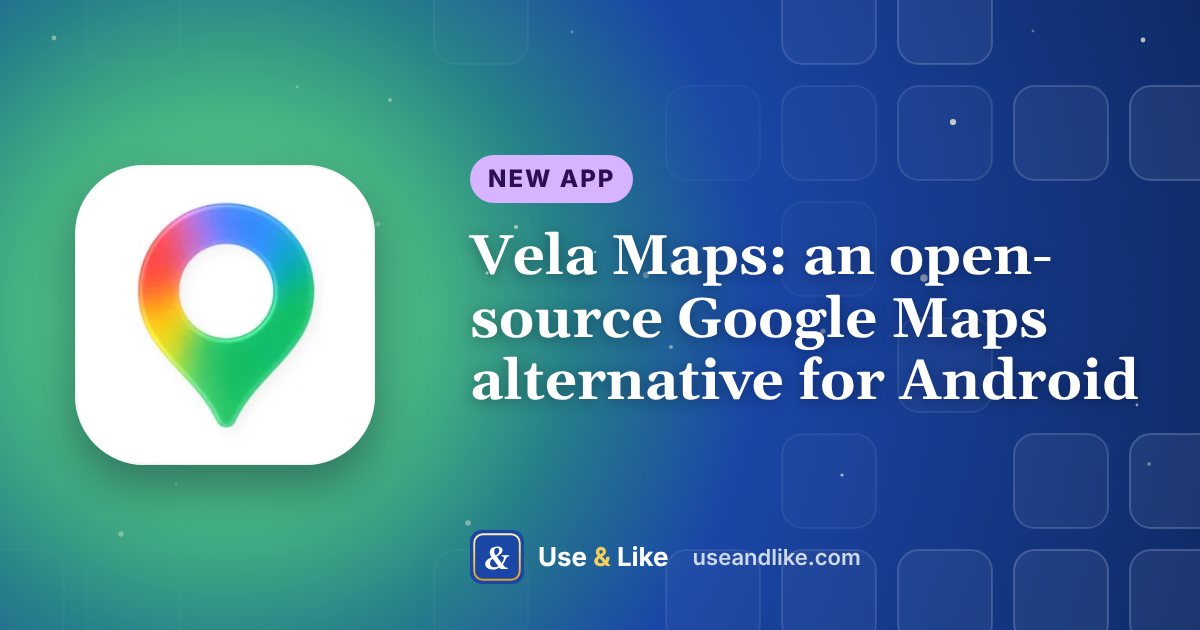 NEW APP
Vela Maps: an open-
source Google Maps
alternative for Android
& Use & Like useandlike.com